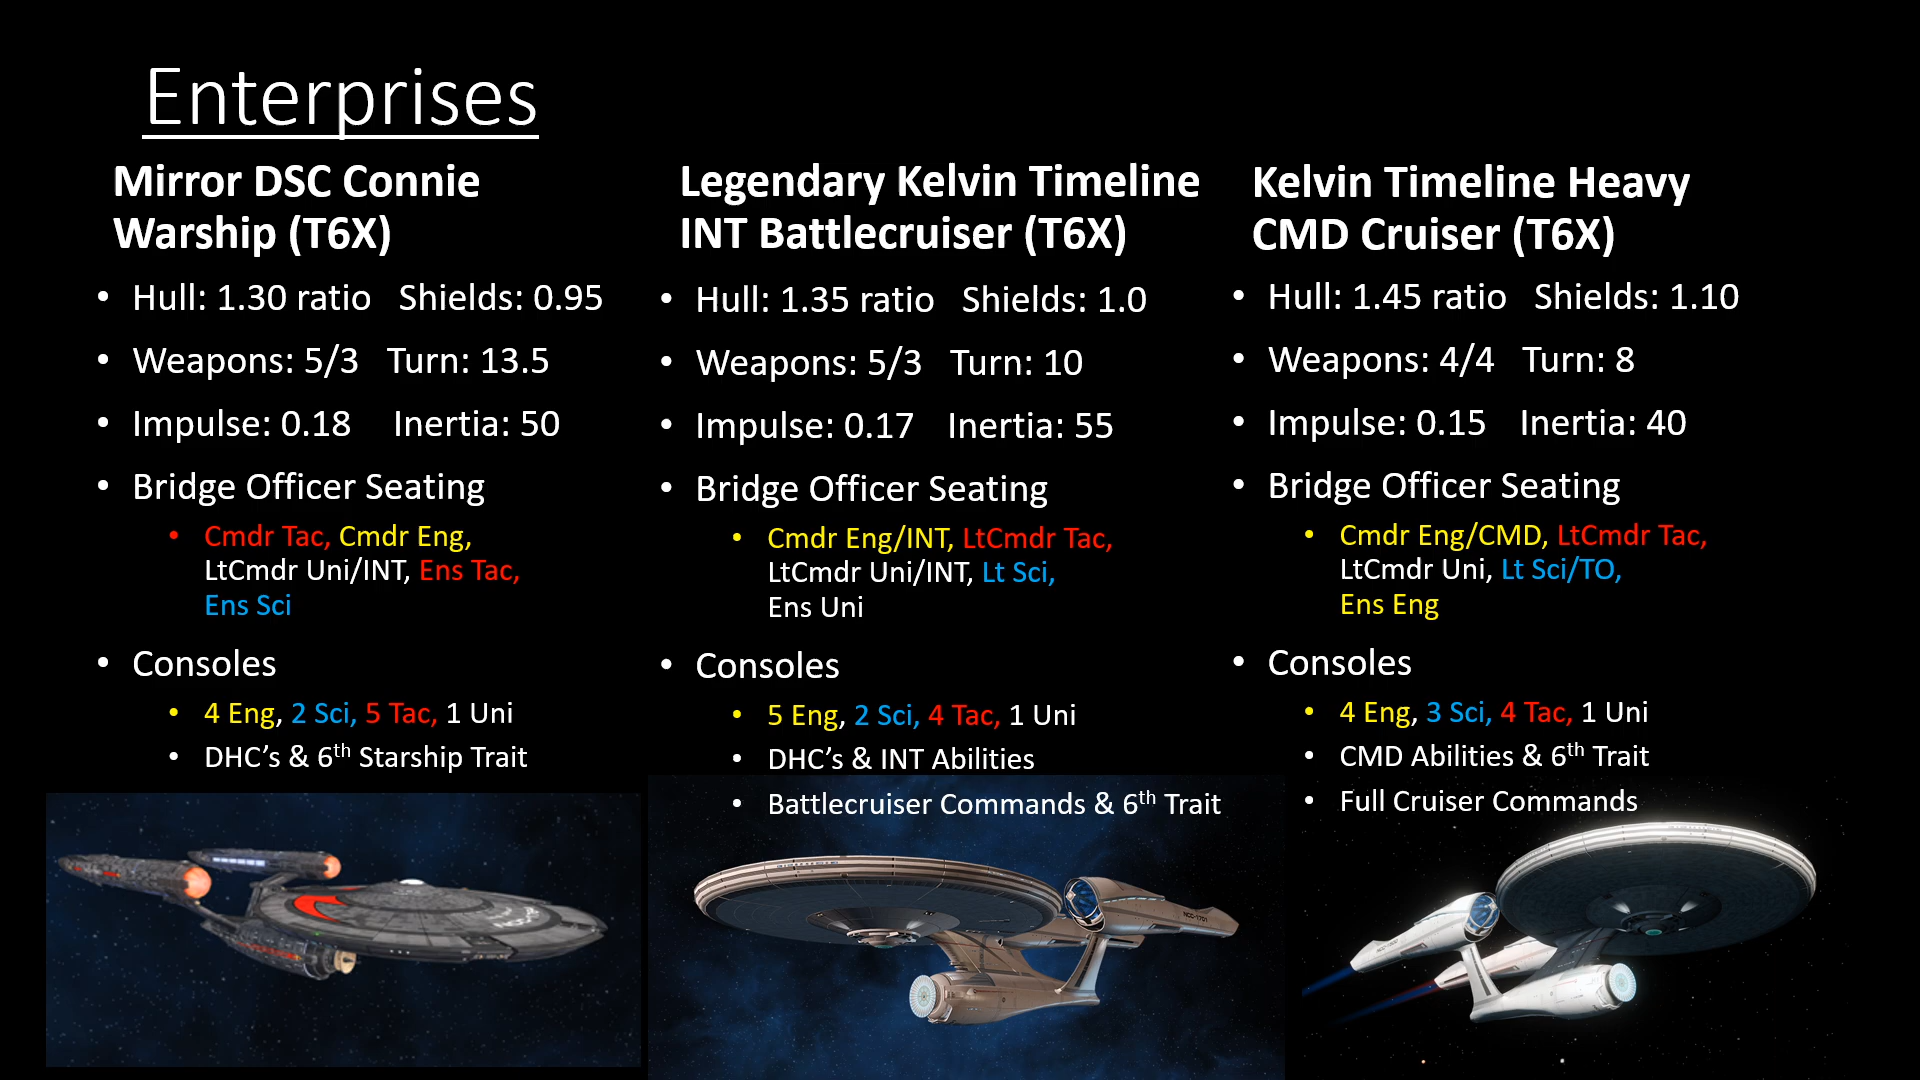 Enterprises
Mirror DSC Connie
Warship (T6X)
• Hull: 1.30 ratio Shields: 0.95
• Weapons: 5/3 Turn: 13.5
• Impulse: 0.18 Inertia: 50
• Bridge Officer Seating
• Cmdr Tac, Cmdr Eng,
LtCmdr Uni/INT, Ens Tac,
Ens Sci
• Consoles
• 4 Eng, 2 Sci, 5 Tac, 1 Uni
• DHC’s & 6th Starship Trait
Legendary Kelvin Timeline
INT Battlecruiser (T6X)
• Hull: 1.35 ratio Shields: 1.0
• Weapons: 5/3 Turn: 10
• Impulse: 0.17 Inertia: 55
• Bridge Officer Seating
• Cmdr Eng/INT, LtCmdr Tac,
LtCmdr Uni/INT, Lt Sci,
Ens Uni
• Consoles
• 5 Eng, 2 Sci, 4 Tac, 1 Uni
• DHC’s & INT Abilities
• Battlecruiser Commands & 6th Trait
NCC-1701
Kelvin Timeline Heavy
CMD Cruiser (T6X)
• Hull: 1.45 ratio Shields: 1.10
• Weapons: 4/4 Turn: 8
• Impulse: 0.15 Inertia: 40
• Bridge Officer Seating
• Cmdr Eng/CMD, LtCmdr Tac,
LtCmdr Uni, Lt Sci/TO,
Ens Eng
• Consoles
• 4 Eng, 3 Sci, 4 Tac, 1 Uni
• CMD Abilities & 6th Trait
• Full Cruiser Commands